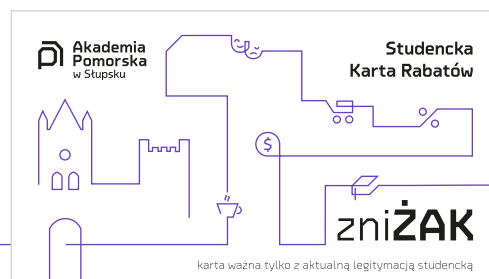 Akademia
Pomorska
w Słupsku
Studencka
Karta Rabatów
$
%
zniŻAK
karta ważna tylko z aktualną legitymacją studencką